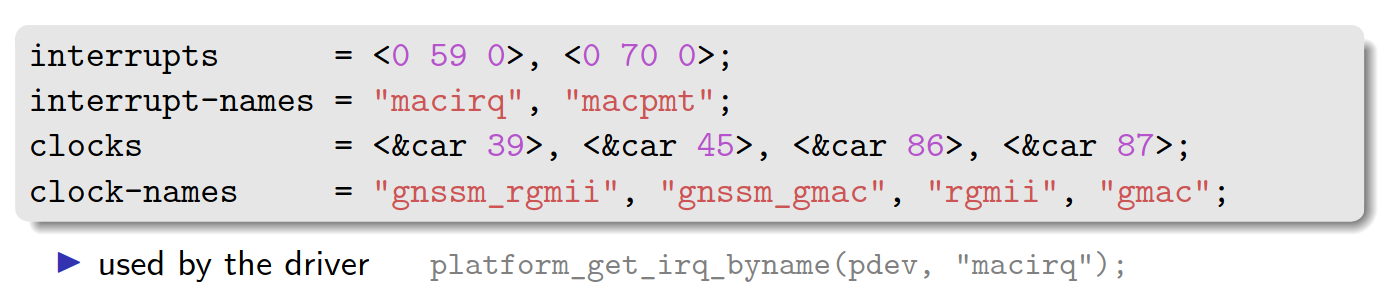 interrupts = <0 59 0>, <0 70 0>;
interrupt-names = "macirq", "macpmt";
clocks = <&car 39>, <&car 45>, <&car 86>, <&car 87>;
clock-names = "gnssm_rgmii", "gnssm_gmac", "rgmii", "gmac";
▶ used by the driver platform_get_irq_byname(pdev, "macirq");